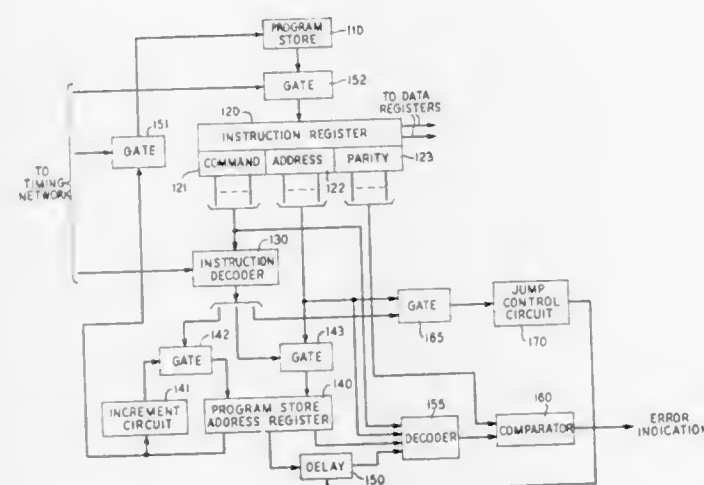 PROGRAM
STORE
110
GATE
152
TO DATA
REGISTERS
120
INSTRUCTION REGISTER
COMMAND
ADDRESS
PARITY
123
121
122
151
GATE
TO
TIMING
NETWORK
130
INSTRUCTION
DECODER
GATE
165
JUMP
CONTROL
CIRCUIT
170
142
GATE
143
GATE
141
INCREMENT
CIRCUIT
140
PROGRAM STORE
ADDRESS REGISTER
155
DECODER
160
COMPARATOR
ERROR
INDICATION
DELAY
150